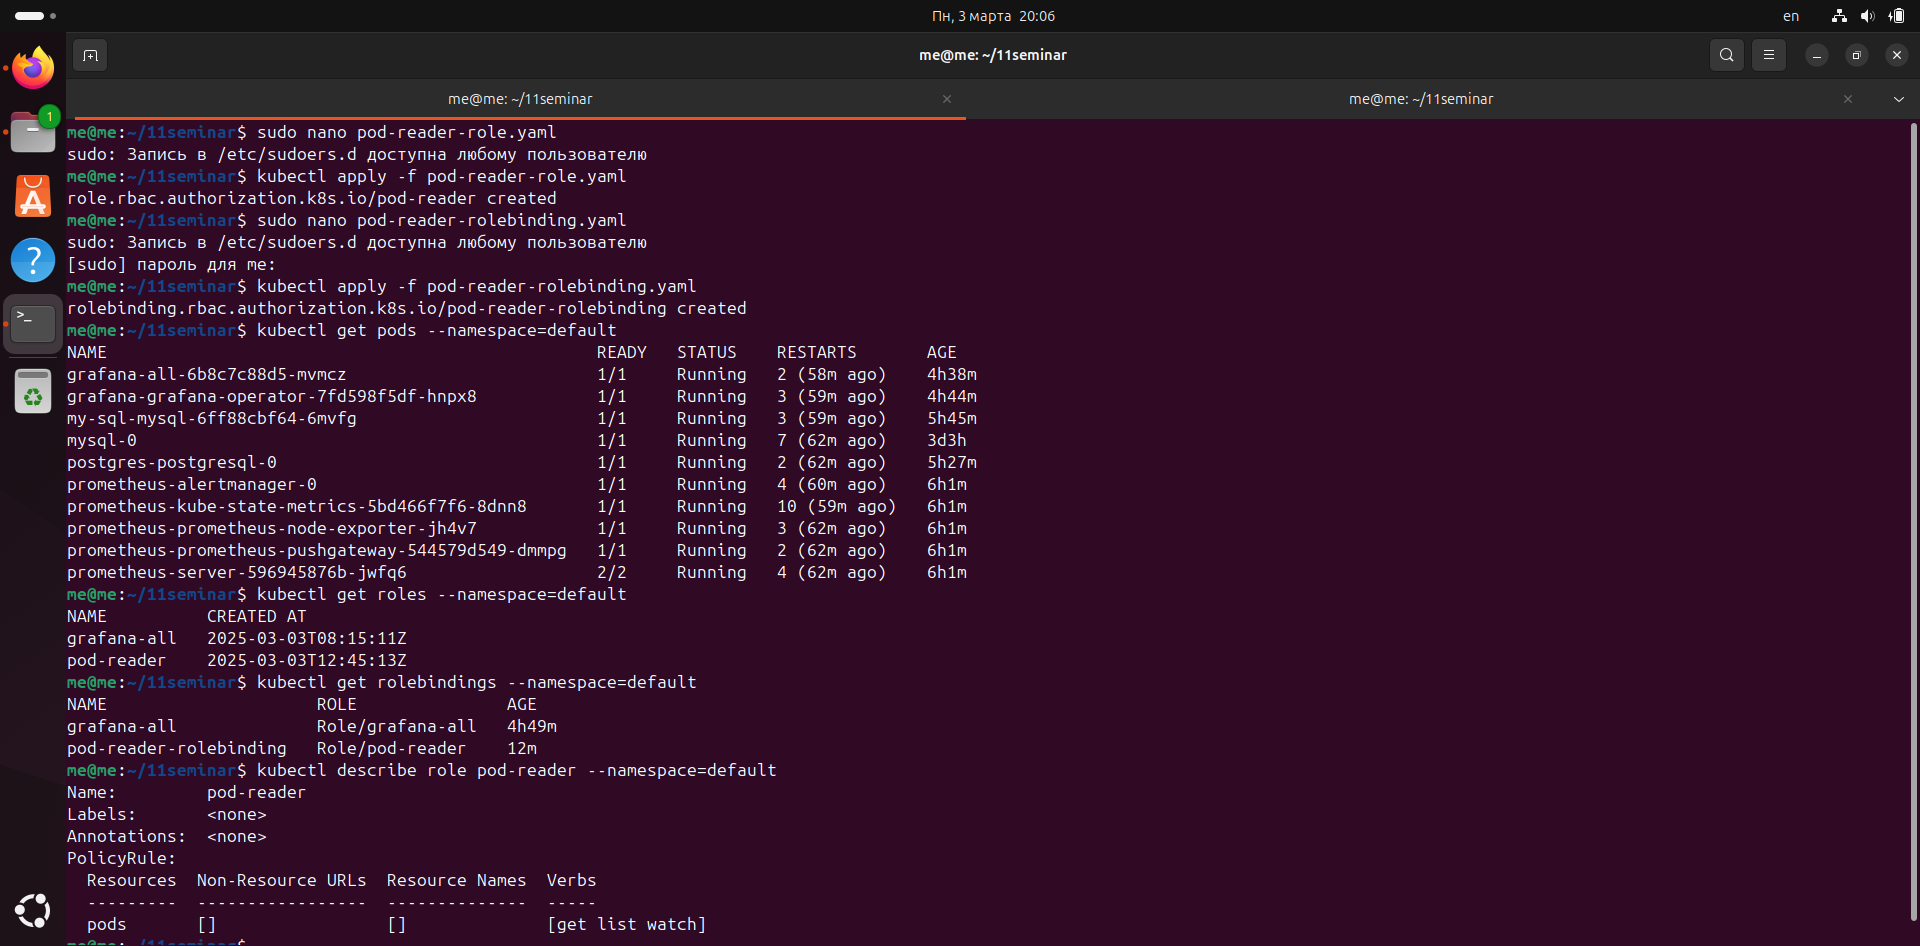 Пн, 3 марта 20:06
en
me@me: ~/11seminar
me@me: ~/11seminar
me@me: ~/11seminar
1
me@me:~/11seminar$ sudo nano pod-reader-role.yaml
sudo: Запись в /etc/sudoers.d доступна любому пользователю
me@me:~/11seminar$ kubectl apply -f pod-reader-role.yaml
role.rbac.authorization.k8s.io/pod-reader created
me@me:~/11seminar$ sudo nano pod-reader-rolebinding.yaml
sudo: Запись в /etc/sudoers.d доступна любому пользователю
[sudo] пароль для me:
me@me:~/11seminar$ kubectl apply -f pod-reader-rolebinding.yaml
rolebinding.rbac.authorization.k8s.io/pod-reader-rolebinding created
me@me:~/11seminar$ kubectl get pods --namespace=default
NAME READY STATUS RESTARTS AGE
grafana-all-6b8c7c88d5-mvmcz 1/1 Running 2 (58m ago) 4h38m
grafana-grafana-operator-7fd598f5df-hnpx8 1/1 Running 3 (59m ago) 4h44m
my-sql-mysql-6ff88cbf64-6mvfg 1/1 Running 3 (59m ago) 5h45m
mysql-0 1/1 Running 7 (62m ago) 3d3h
postgres-postgresql-0 1/1 Running 2 (62m ago) 5h27m
prometheus-alertmanager-0 1/1 Running 4 (60m ago) 6h1m
prometheus-kube-state-metrics-5bd466f7f6-8dnn8 1/1 Running 10 (59m ago) 6h1m
prometheus-prometheus-node-exporter-jh4v7 1/1 Running 3 (62m ago) 6h1m
prometheus-prometheus-pushgateway-544579d549-dmmpg 1/1 Running 2 (62m ago) 6h1m
prometheus-server-596945876b-jwfq6 2/2 Running 4 (62m ago) 6h1m
me@me:~/11seminar$ kubectl get roles --namespace=default
NAME CREATED AT
grafana-all 2025-03-03T08:15:11Z
pod-reader 2025-03-03T12:45:13Z
me@me:~/11seminar$ kubectl get rolebindings --namespace=default
NAME ROLE AGE
grafana-all Role/grafana-all 4h49m
pod-reader-rolebinding Role/pod-reader 12m
me@me:~/11seminar$ kubectl describe role pod-reader --namespace=default
Name: pod-reader
Labels: <none>
Annotations: <none>
PolicyRule:
Resources Non-Resource URLs Resource Names Verbs
--------- ----------------- -------------- -----
pods [] [] [get list watch]
me@me:~/11seminar$